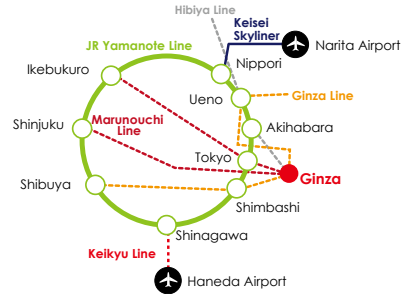 Hibiya Line
Keisei
Skyliner
JR Yamanote Line
Narita Airport
Nippori
Ikebukuro
Ueno
Ginza Line
Shinjuku
Marunouchi
Line
Akihabara
Tokyo
Ginza
Shibuya
Shimbashi
Shinagawa
Keikyu Line
Haneda Airport